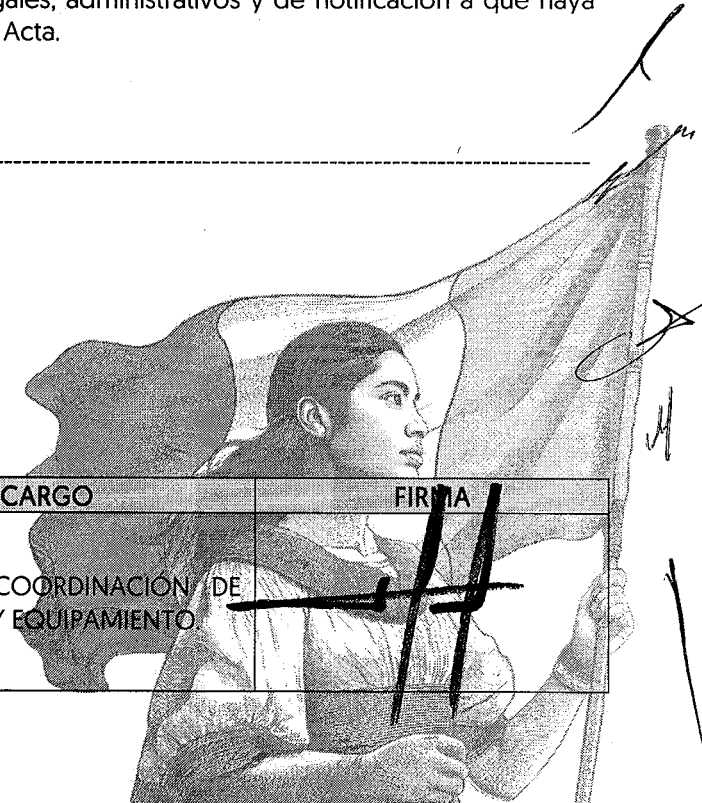 gales, administrativos y de notificación a que haya
Acta.
CARGO
FIRMA
COORDINACIÓN DE
Y EQUIPAMIENTO.